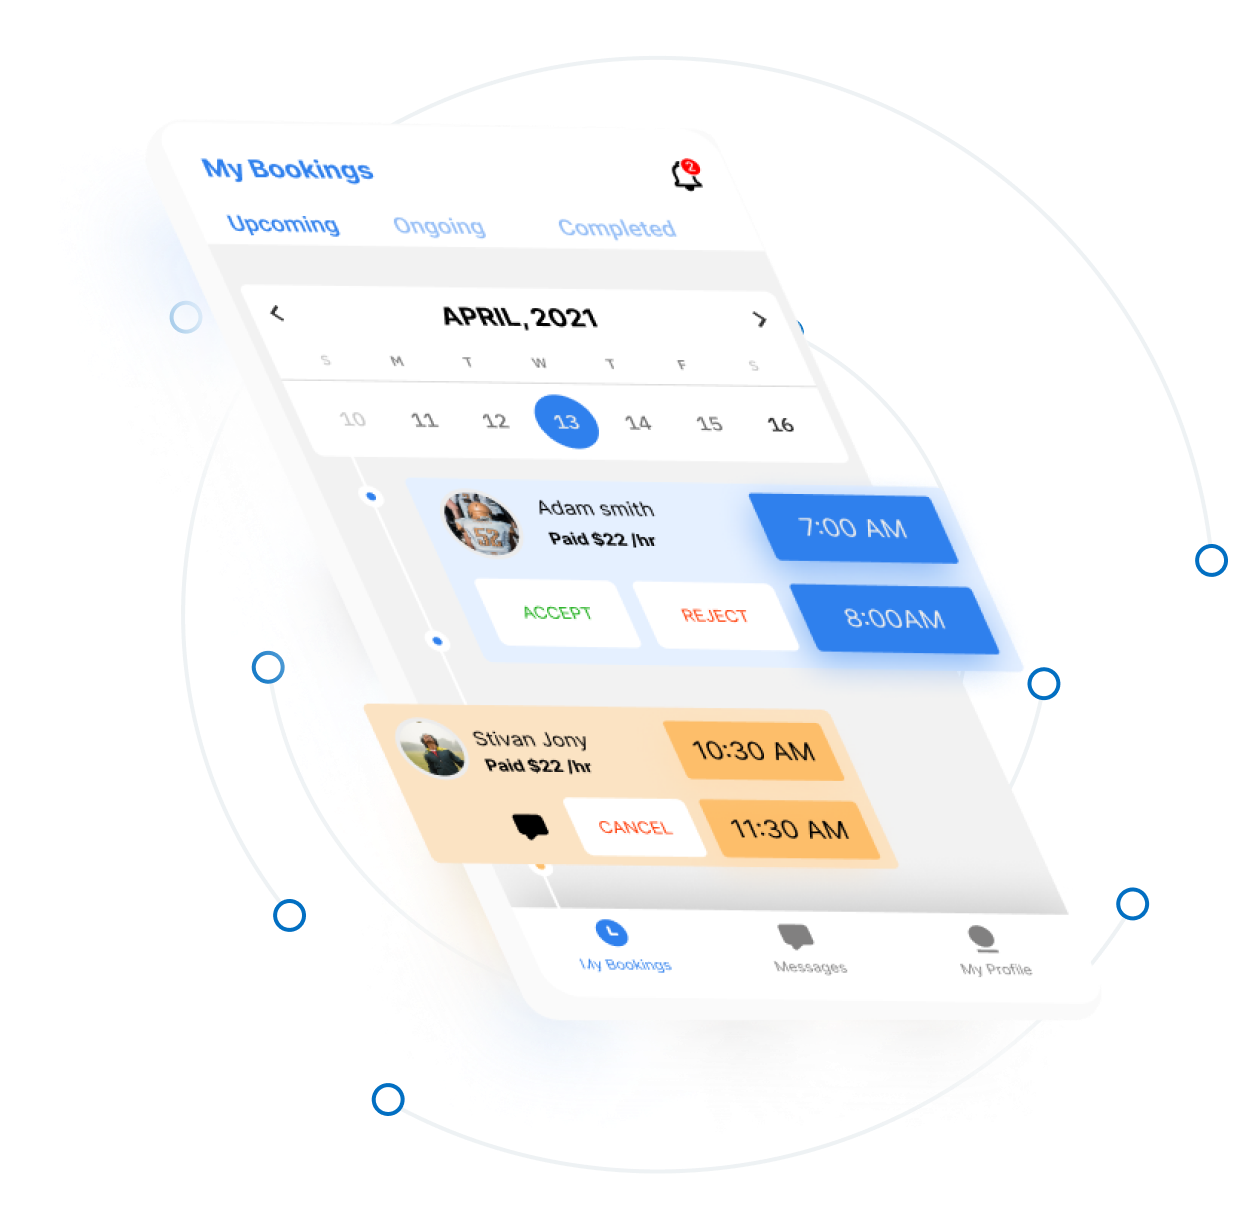 My Bookings
2
Upcoming Ongoing Completed
APRIL, 2021
S M T W T F S
10 11 12 13 14 15 16
Adam smith
Paid $22 /hr
7:00 AM
ACCEPT REJECT 8:00AM
52
Stivan Jony
Paid $22 /hr
10:30 AM
CANCEL 11:30 AM
My Bookings Messages My Profile